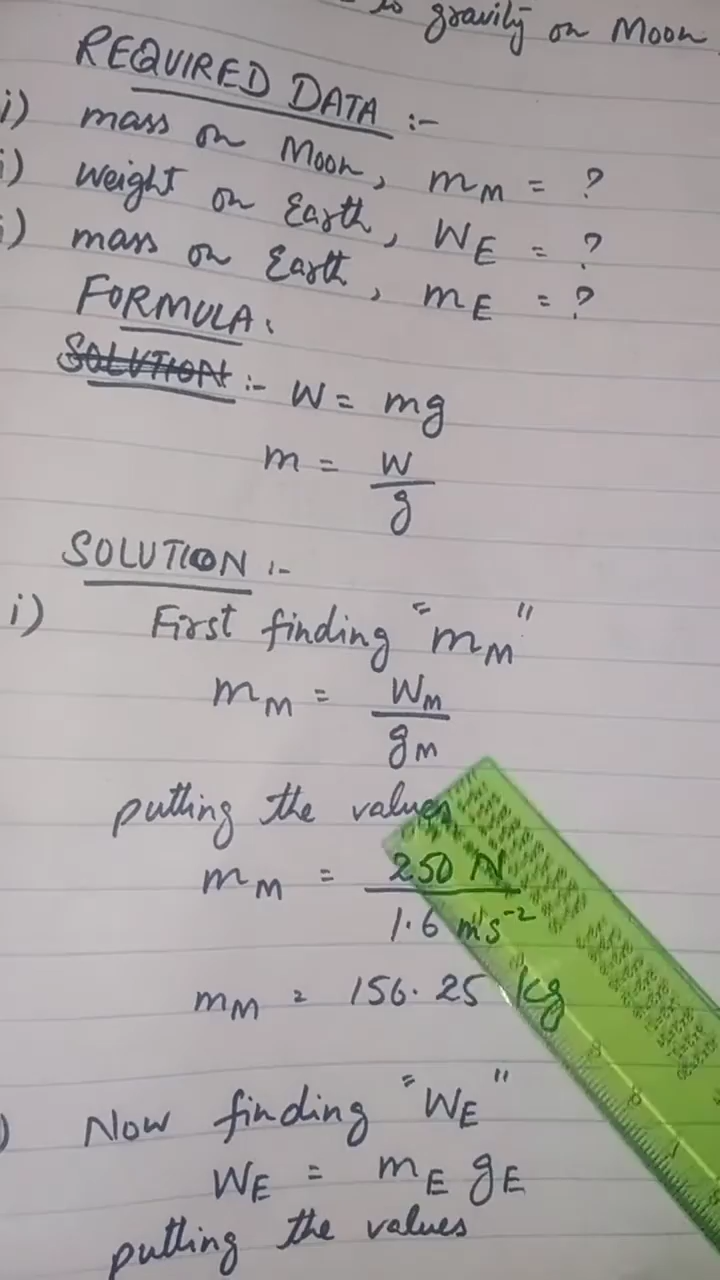 to gravity on Moon
REQUIRED DATA :-
i) mass on Moon, mM = ?
i) Weight on Earth, WE = ?
i) mass on Earth, mE = ?
FORMULA:
SOLUTION :- W = mg
m = W
g
SOLUTION :-
i) First finding "mM"
mM = WM
gM
putting the values
mM = 250 N
1.6 ms-2
mM = 156.25 kg
) Now finding "WE"
WE = mE gE
putting the values